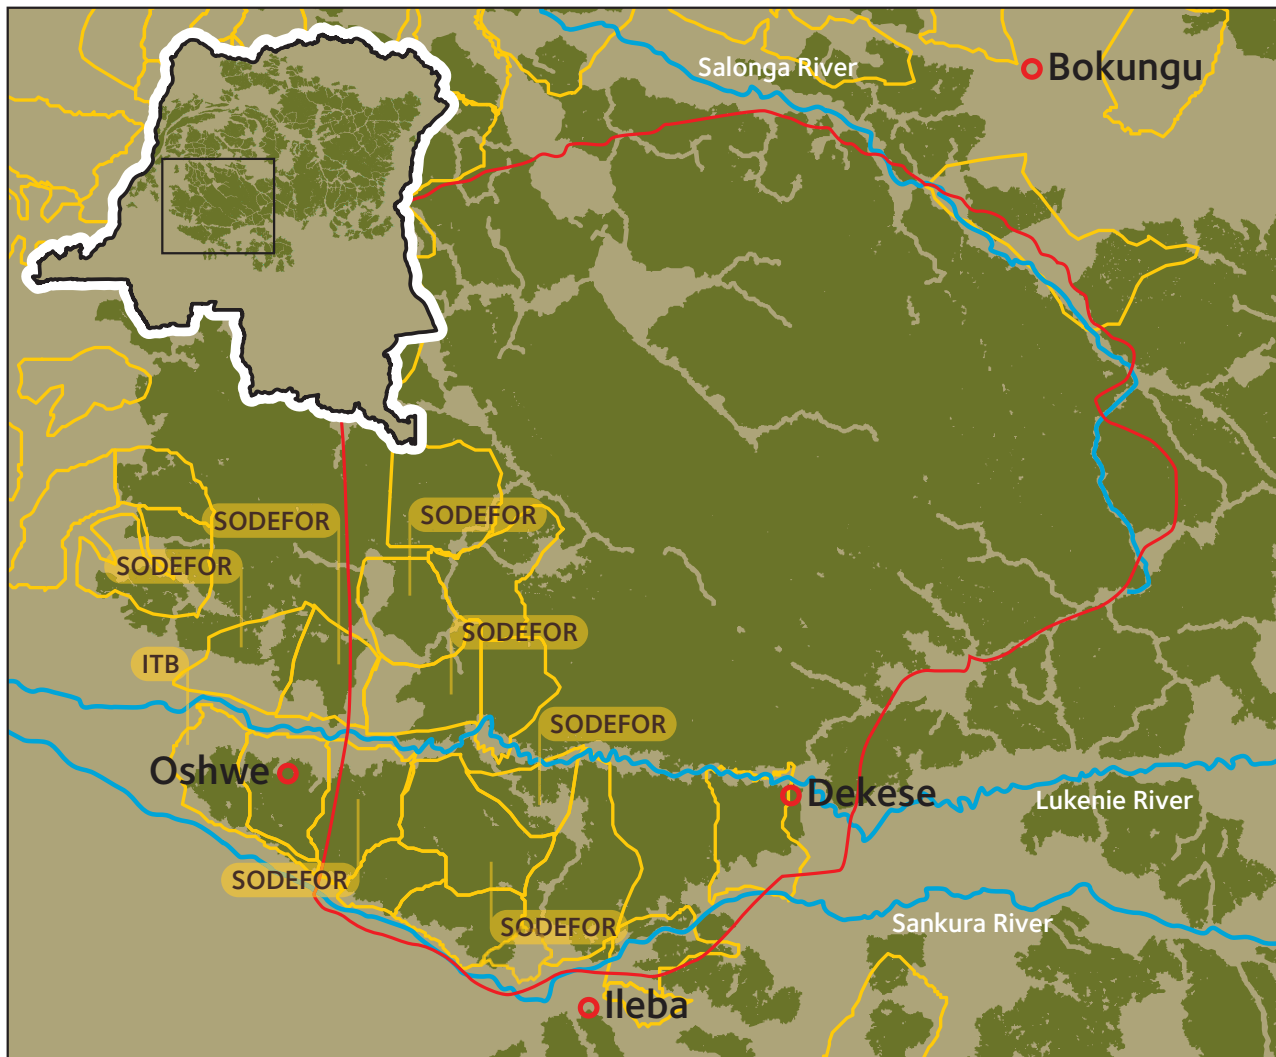 Salonga River
Bokungu
SODEFOR
SODEFOR
SODEFOR
SODEFOR
ITB
SODEFOR
Oshwe
Dekese
Lukenie River
SODEFOR
SODEFOR
Sankura River
Ileba